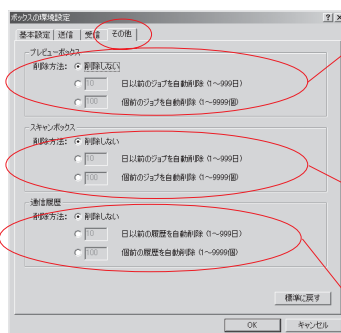 ボックスの環境設定
基本設定 送信 受信 その他
プレビューボックス
削除方法: 削除しない
10 日以前のジョブを自動削除 (1～999日)
100 個前のジョブを自動削除 (1～9999個)
スキャンボックス
削除方法: 削除しない
10 日以前のジョブを自動削除 (1～999日)
100 個前のジョブを自動削除 (1～9999個)
通信履歴
削除方法: 削除しない
10 日以前の履歴を自動削除 (1～999日)
100 個前の履歴を自動削除 (1～9999個)
標準に戻す
OK キャンセル